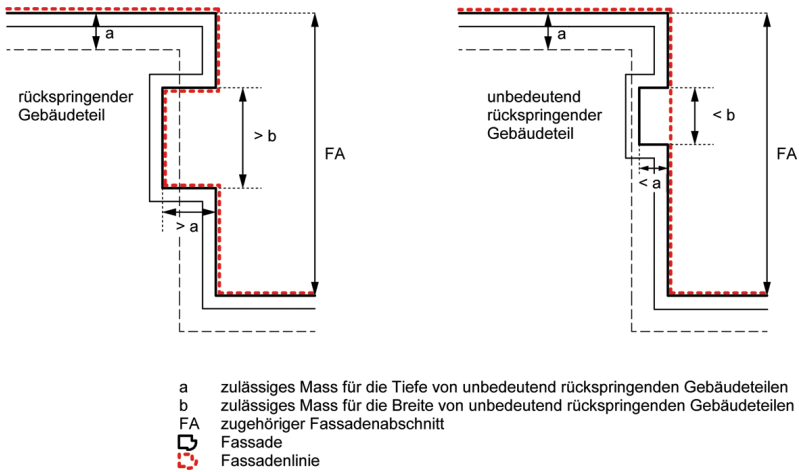 a
rückspringender
Gebäudeteil
> b
FA
> a
a
unbedeutend
rückspringender
Gebäudeteil
< b
FA
< a
a zulässiges Mass für die Tiefe von unbedeutend rückspringenden Gebäudeteilen
b zulässiges Mass für die Breite von unbedeutend rückspringenden Gebäudeteilen
FA zugehöriger Fassadenabschnitt
Fassade
Fassadenlinie